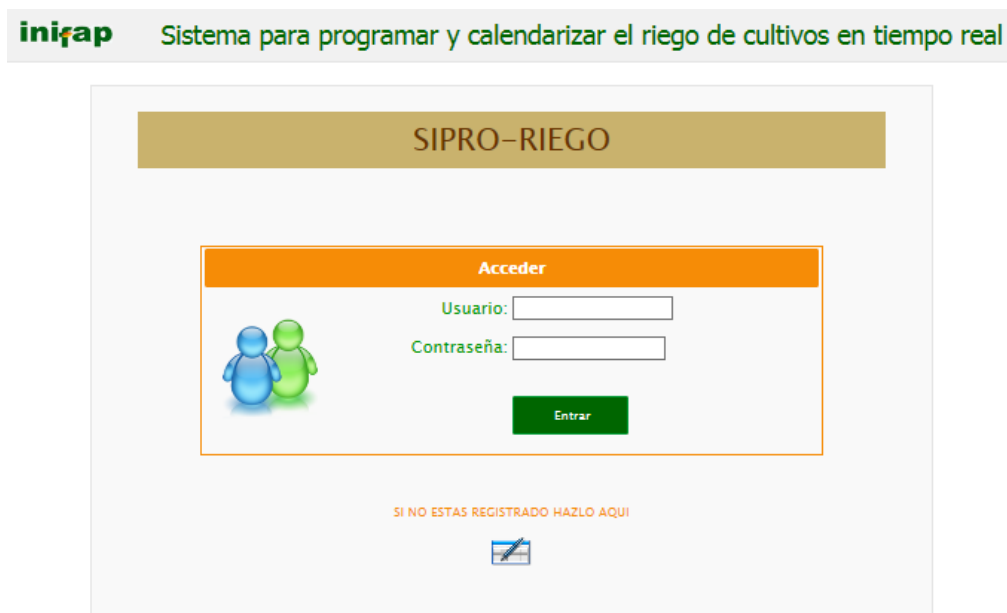 inifap
Sistema para programar y calendarizar el riego de cultivos en tiempo real
SIPRO-RIEGO
Acceder
Usuario:
Contraseña:
Entrar
SI NO ESTAS REGISTRADO HAZLO AQUI